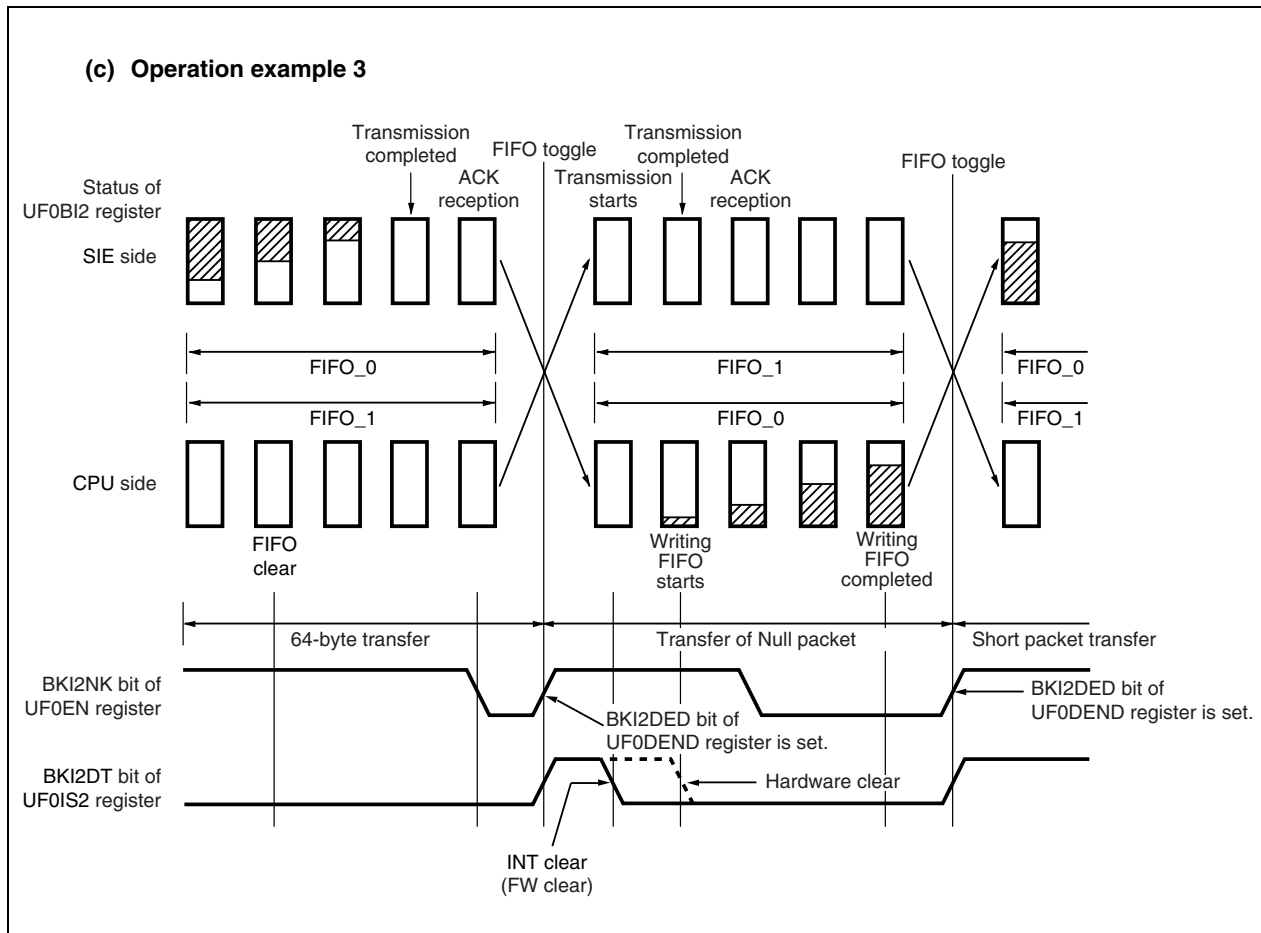 (c) Operation example 3
Transmission
completed
FIFO toggle
Transmission
completed
FIFO toggle
Status of
UF0BI2 register
ACK
reception
Transmission
starts
ACK
reception
SIE side
FIFO_0
FIFO_1
FIFO_0
FIFO_1
FIFO_0
FIFO_1
CPU side
FIFO
clear
Writing
FIFO
starts
Writing
FIFO
completed
64-byte transfer
Transfer of Null packet
Short packet transfer
BKI2NK bit of
UF0EN register
BKI2DED bit of
UF0DEND register is set.
BKI2DED bit of
UF0DEND register is set.
BKI2DT bit of
UF0IS2 register
Hardware clear
INT clear
(FW clear)